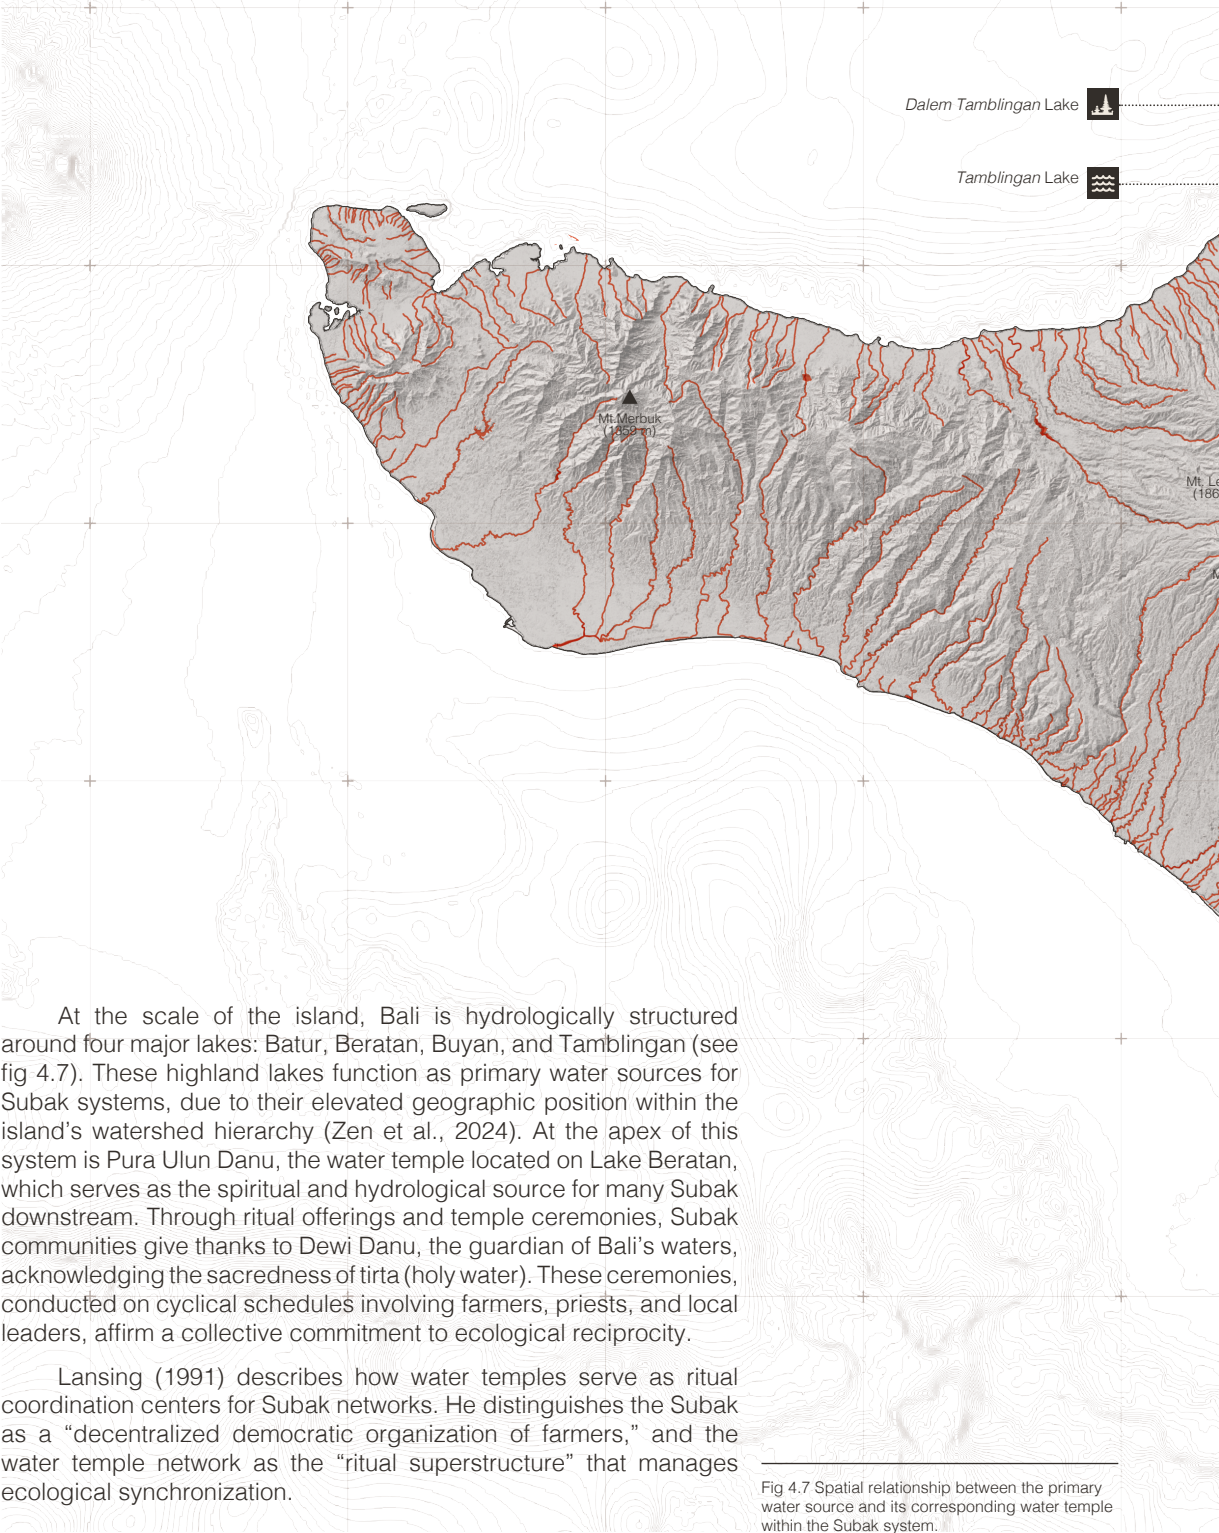 Dalem Tamblingan Lake
Tamblingan Lake
Mt.Merbuk
(1359 m)
Mt. Le
(186
M
At the scale of the island, Bali is hydrologically structured
around four major lakes: Batur, Beratan, Buyan, and Tamblingan (see
fig 4.7). These highland lakes function as primary water sources for
Subak systems, due to their elevated geographic position within the
island’s watershed hierarchy (Zen et al., 2024). At the apex of this
system is Pura Ulun Danu, the water temple located on Lake Beratan,
which serves as the spiritual and hydrological source for many Subak
downstream. Through ritual offerings and temple ceremonies, Subak
communities give thanks to Dewi Danu, the guardian of Bali’s waters,
acknowledging the sacredness of tirta (holy water). These ceremonies,
conducted on cyclical schedules involving farmers, priests, and local
leaders, affirm a collective commitment to ecological reciprocity.
Lansing (1991) describes how water temples serve as ritual
coordination centers for Subak networks. He distinguishes the Subak
as a “decentralized democratic organization of farmers,” and the
water temple network as the “ritual superstructure” that manages
ecological synchronization.
Fig 4.7 Spatial relationship between the primary
water source and its corresponding water temple
within the Subak system.